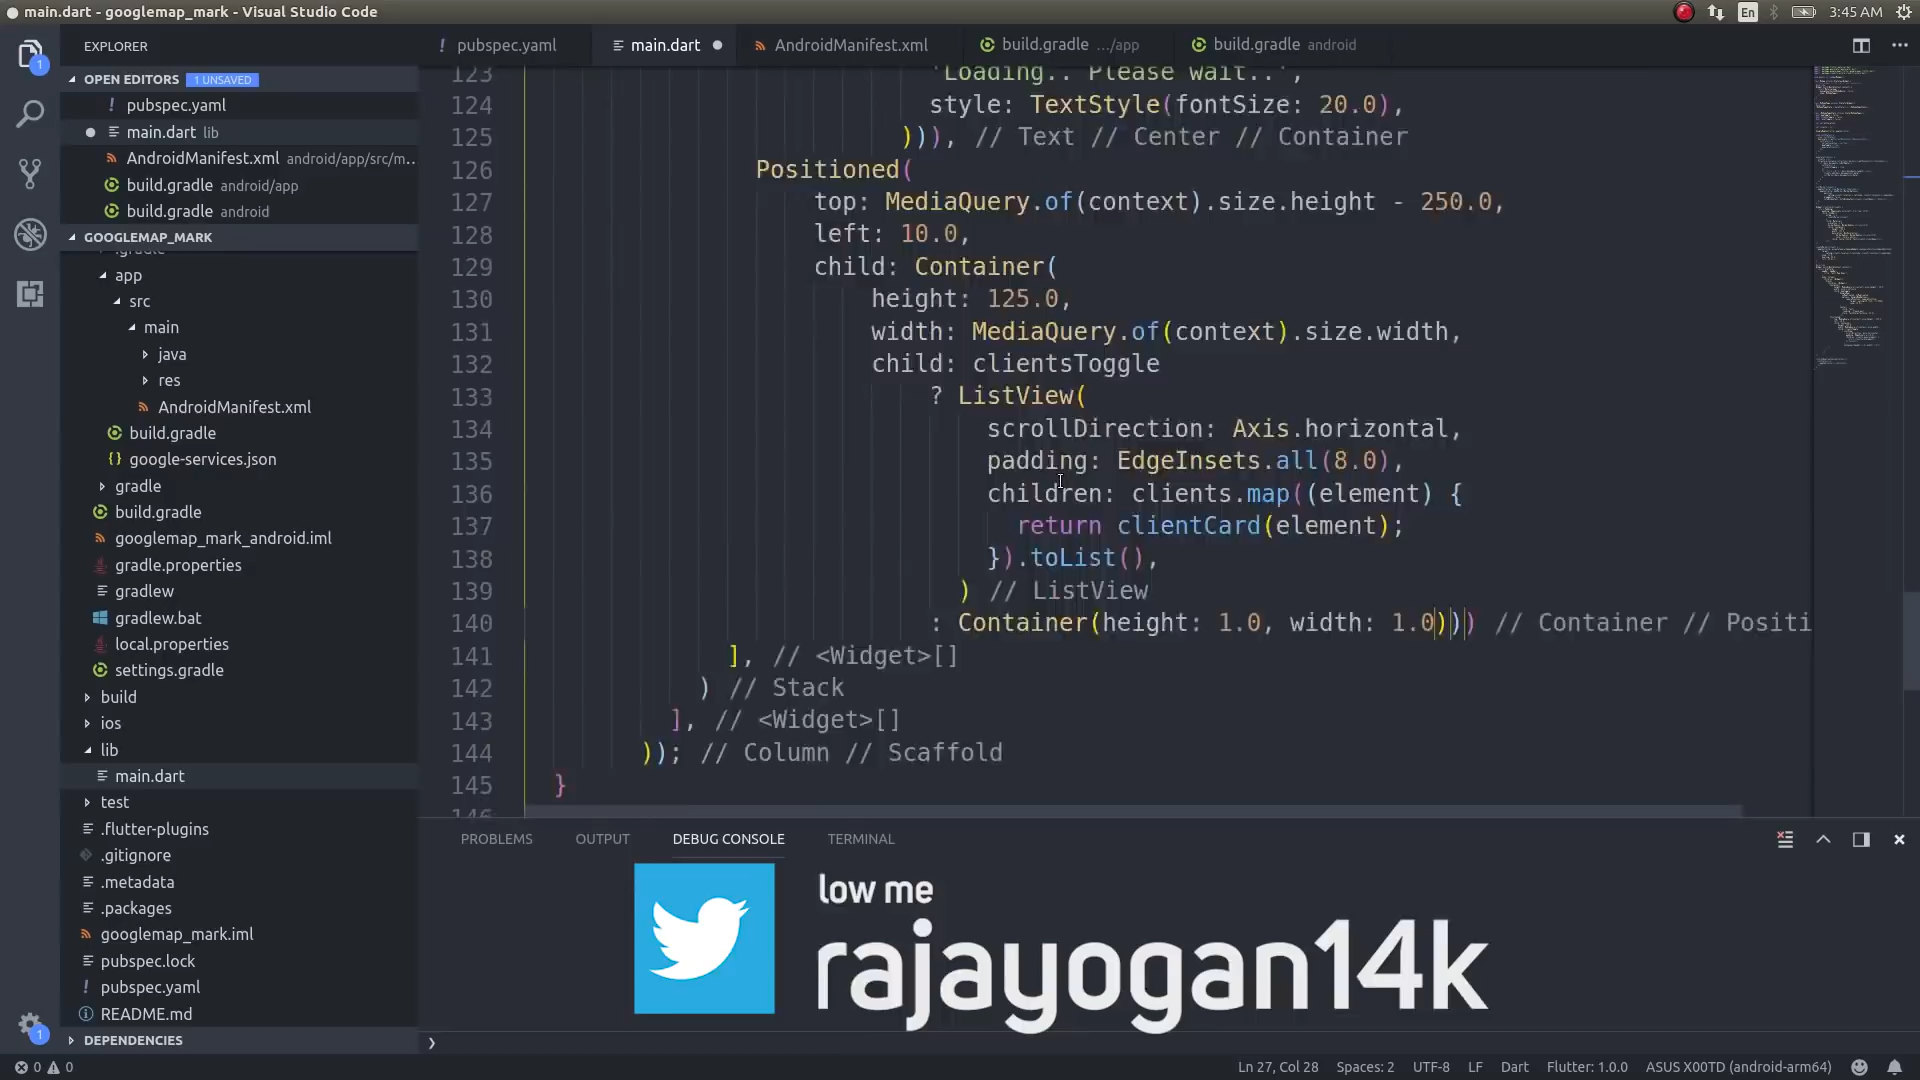 main.dart - googlemap_mark - Visual Studio Code
En
3:45 AM
EXPLORER
! pubspec.yaml
main.dart
AndroidManifest.xml
build.gradle .../app
build.gradle android
1
OPEN EDITORS 1 UNSAVED
! pubspec.yaml
main.dart lib
AndroidManifest.xml android/app/src/m...
build.gradle android/app
build.gradle android
GOOGLEMAP_MARK
app
src
main
java
res
AndroidManifest.xml
build.gradle
{} google-services.json
gradle
build.gradle
googlemap_mark_android.iml
gradle.properties
gradlew
gradlew.bat
local.properties
settings.gradle
build
ios
lib
main.dart
test
.flutter-plugins
.gitignore
.metadata
.packages
googlemap_mark.iml
pubspec.lock
! pubspec.yaml
README.md
1
DEPENDENCIES
123 'Loading.. Please wait..',
124 style: TextStyle(fontSize: 20.0),
125 ))), // Text // Center // Container
126 Positioned(
127 top: MediaQuery.of(context).size.height - 250.0,
128 left: 10.0,
129 child: Container(
130 height: 125.0,
131 width: MediaQuery.of(context).size.width,
132 child: clientsToggle
133 ? ListView(
134 scrollDirection: Axis.horizontal,
135 padding: EdgeInsets.all(8.0),
136 children: clients.map((element) {
137 return clientCard(element);
138 }).toList(),
139 ) // ListView
140 : Container(height: 1.0, width: 1.0))) // Container // Positi
141 ], // <Widget>[]
142 ) // Stack
143 ], // <Widget>[]
144 )); // Column // Scaffold
145 }
146
PROBLEMS OUTPUT DEBUG CONSOLE TERMINAL
low me
rajayogan14k
0 0
Ln 27, Col 28 Spaces: 2 UTF-8 LF Dart Flutter: 1.0.0 ASUS X00TD (android-arm64)